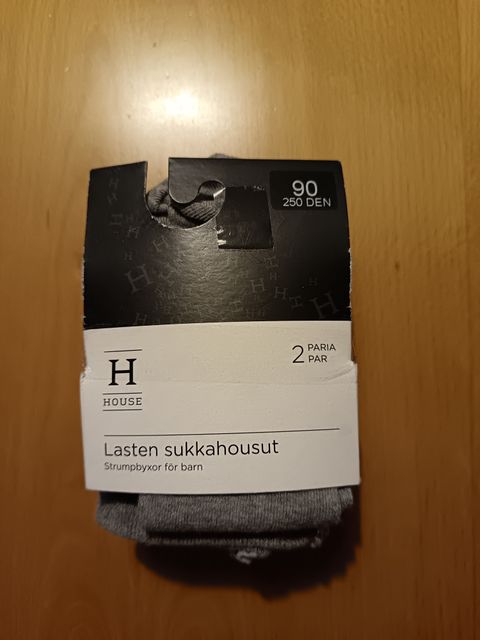 90
250 DEN
2 PARIA
PAR
H
HOUSE
Lasten sukkahousut
Strumpbyxor för barn